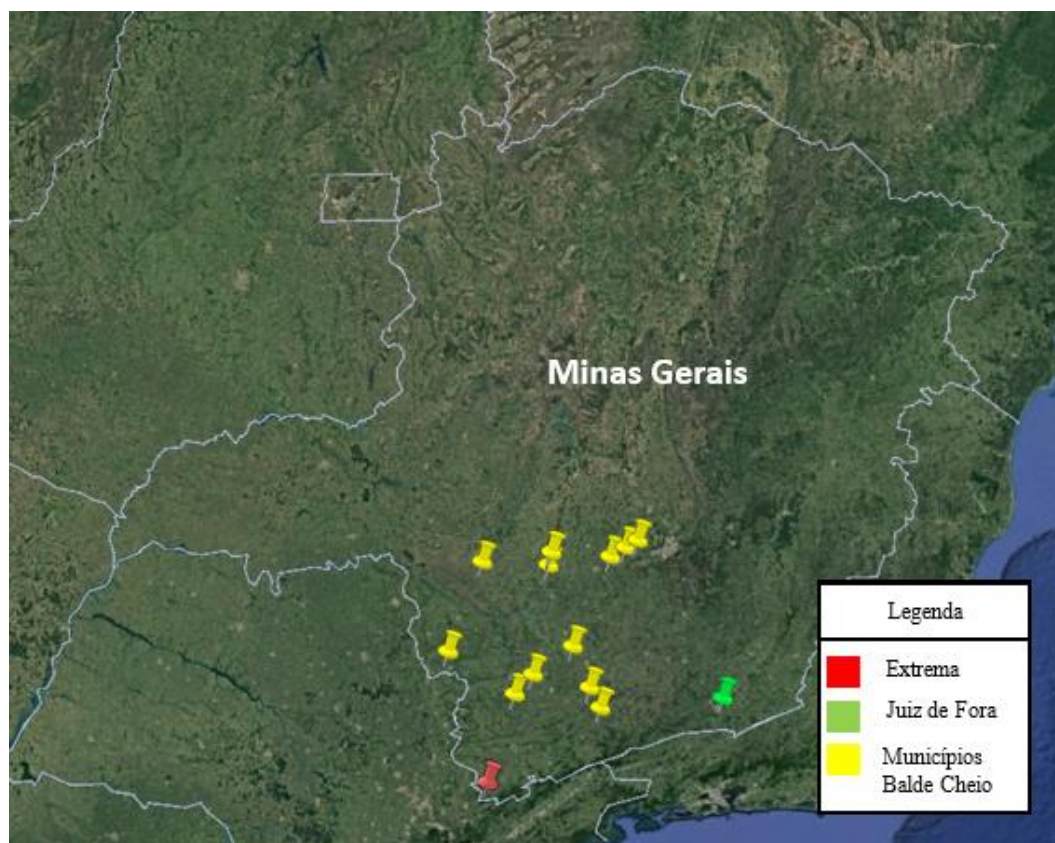 Minas Gerais
Legenda
Extrema
Juiz de Fora
Municípios
Balde Cheio